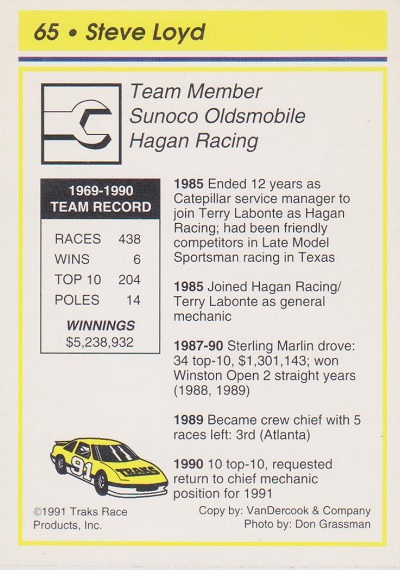 65 • Steve Loyd
Team Member
Sunoco Oldsmobile
Hagan Racing
1969-1990
TEAM RECORD
RACES 438
WINS 6
TOP 10 204
POLES 14
WINNINGS
$5,238,932
1985 Ended 12 years as
Catepillar service manager to
join Terry Labonte as Hagan
Racing; had been friendly
competitors in Late Model
Sportsman racing in Texas
1985 Joined Hagan Racing/
Terry Labonte as general
mechanic
1987-90 Sterling Marlin drove:
34 top-10, $1,301,143; won
Winston Open 2 straight years
(1988, 1989)
1989 Became crew chief with 5
races left: 3rd (Atlanta)
1990 10 top-10, requested
return to chief mechanic
position for 1991
91
TRAKS
©1991 Traks Race
Products, Inc.
Copy by: VanDercook & Company
Photo by: Don Grassman